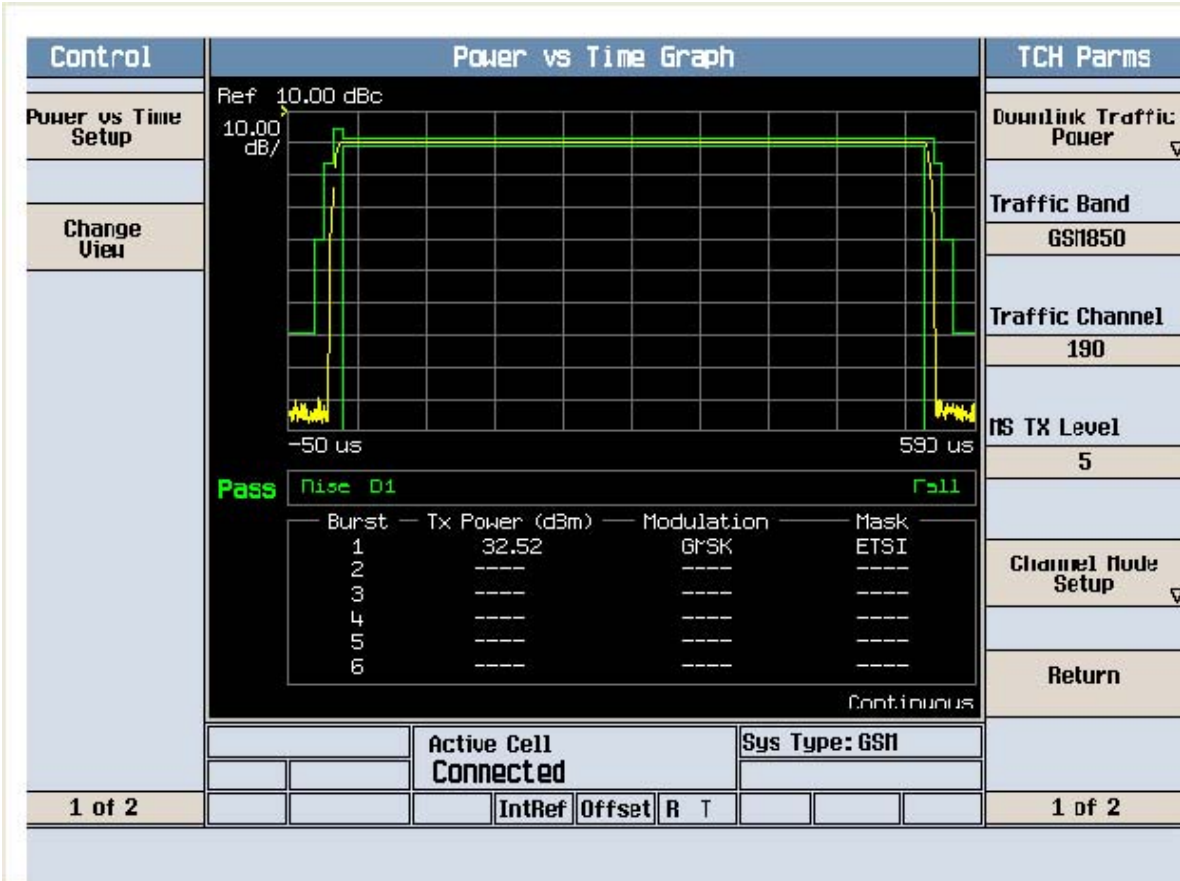 Control
Power vs Time Graph
TCH Parms
Power vs Time
Setup
Change
View
1 of 2
Ref 10.00 dBc
10.00
dB/
-50 us
590 us
Pass
Rise 01
Fall
Burst Tx Power (dBm) Modulation Mask
1 32.52 GMSK ETSI
2 ---- ---- ----
3 ---- ---- ----
4 ---- ---- ----
5 ---- ---- ----
6 ---- ---- ----
Continuous
Active Cell
Connected
Sys Type: GSM
IntRef Offset R T
Downlink Traffic
Power
Traffic Band
GSM850
Traffic Channel
190
MS TX Level
5
Channel Mode
Setup
Return
1 of 2